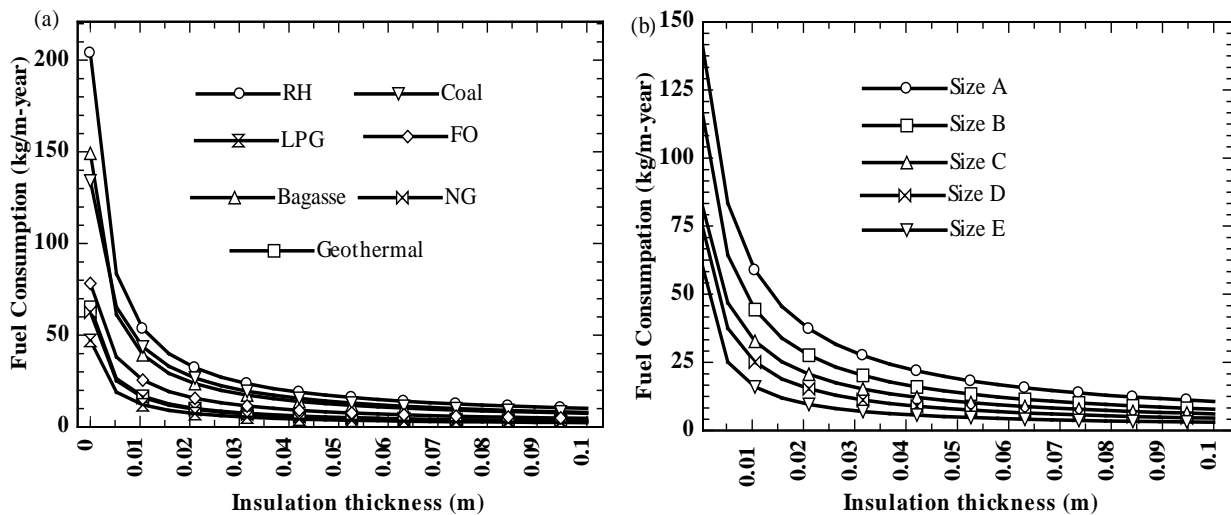 (a)
Fuel Consumption (kg/m-year)
200
150
100
50
0
RH
Coal
LPG
FO
Bagasse
NG
Geothermal
0
0.01
0.02
0.03
0.04
0.05
0.06
0.07
0.08
0.09
0.1
Insulation thickness (m)
(b)
Fuel Consumpation (kg/m-year)
150
125
100
75
50
25
0
Size A
Size B
Size C
Size D
Size E
0.01
0.02
0.03
0.04
0.05
0.06
0.07
0.08
0.09
0.1
Insulation thickness (m)